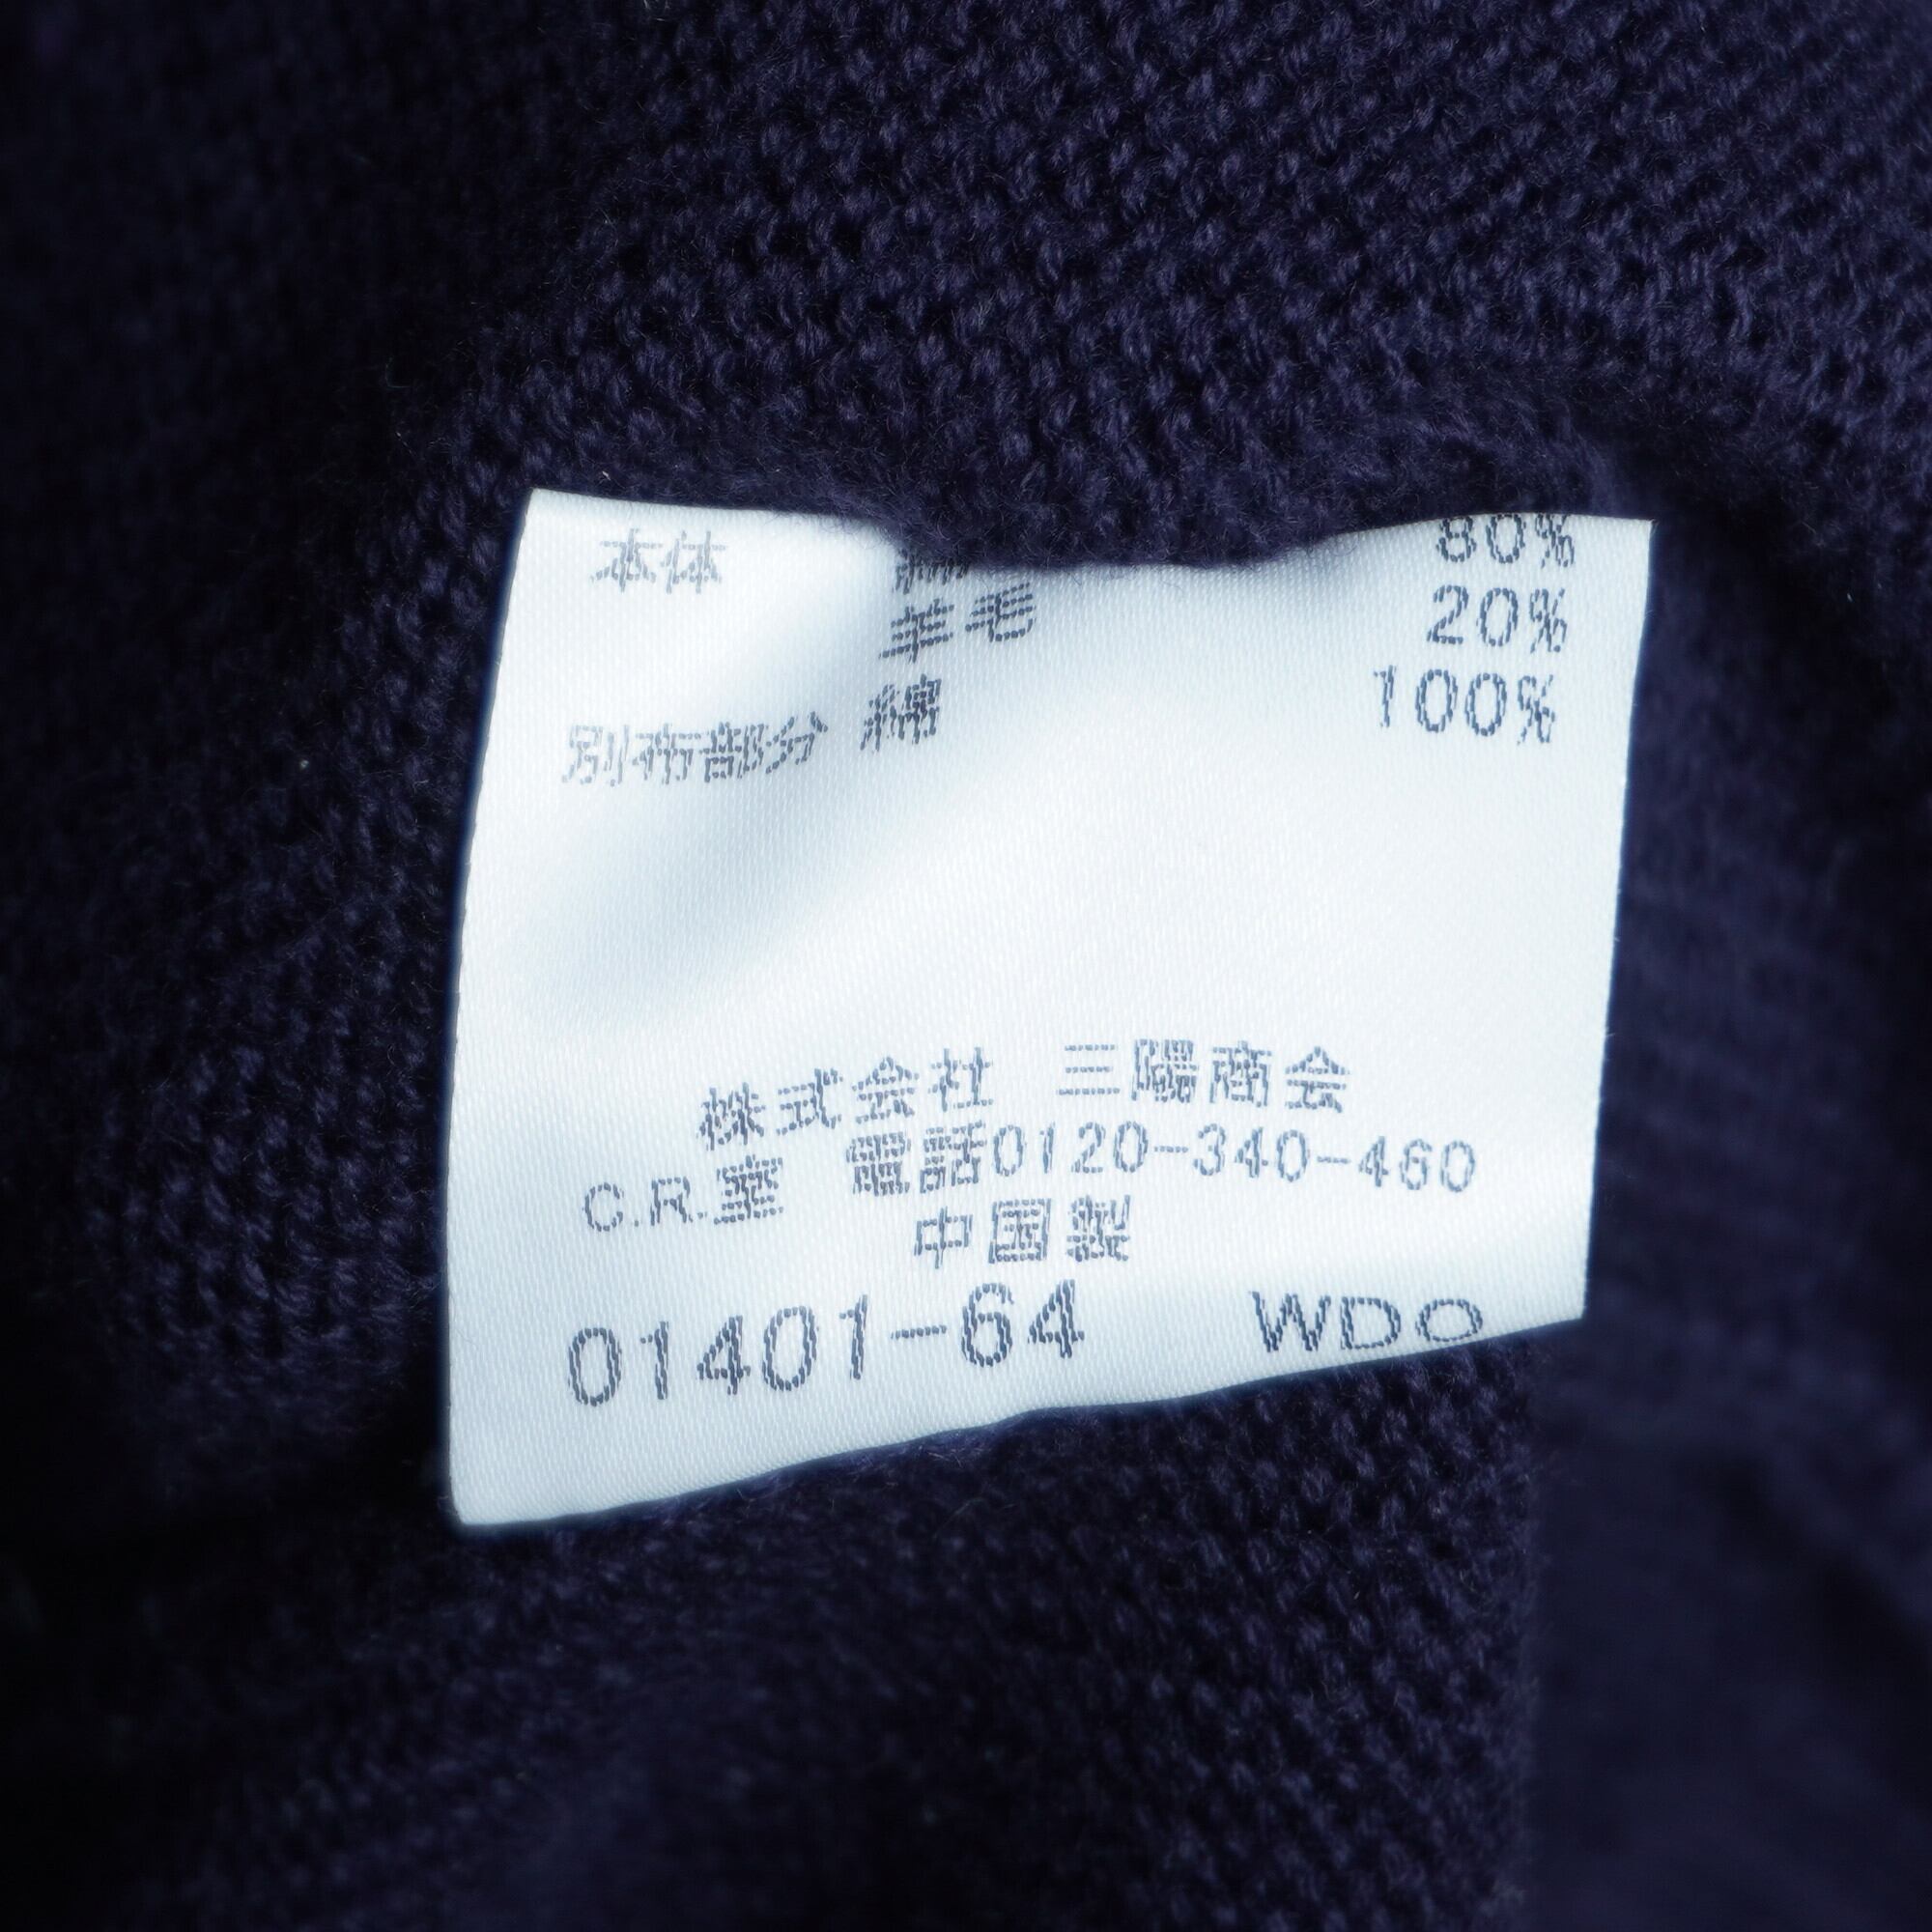 本体 80%
羊毛 20%
別布部分 綿 100%
株式会社 三陽商会
C.R.室 電話0120-340-460
中国製
01401-64 WDO